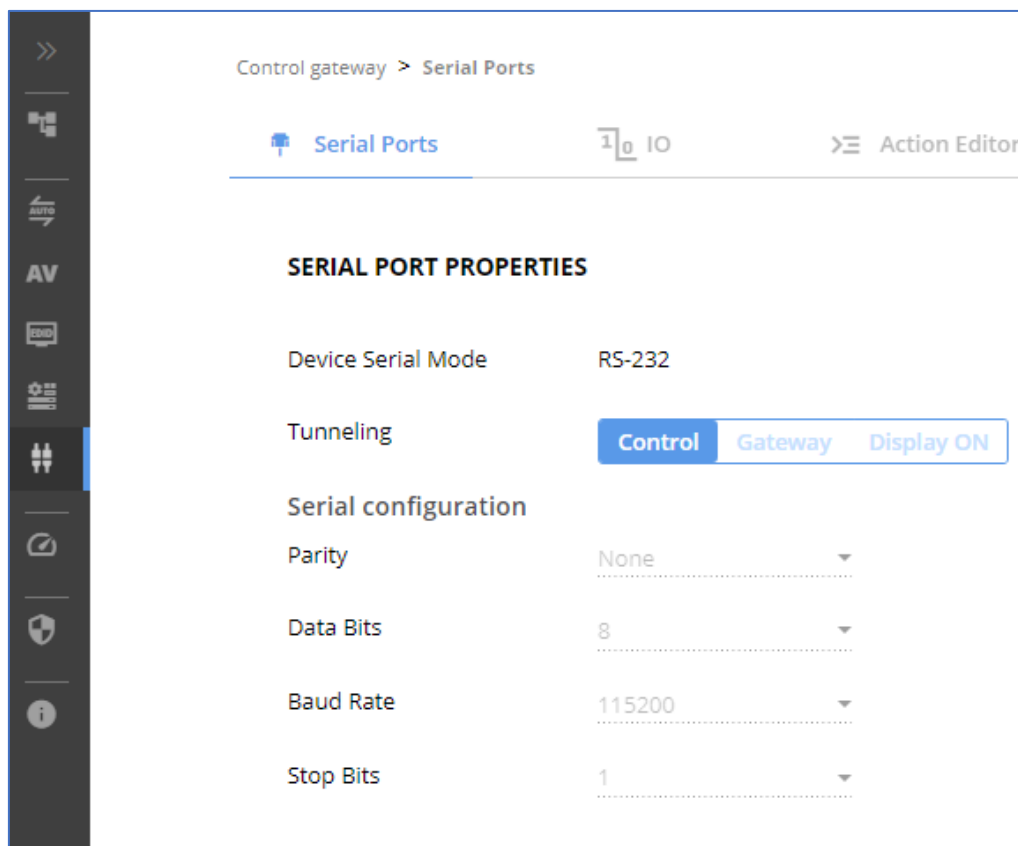 Control gateway > Serial Ports
Serial Ports
IO
Action Editor
AUTO
AV
EDID
SERIAL PORT PROPERTIES
Device Serial Mode RS-232
Tunneling Control Gateway Display ON
Serial configuration
Parity None
Data Bits 8
Baud Rate 115200
Stop Bits 1